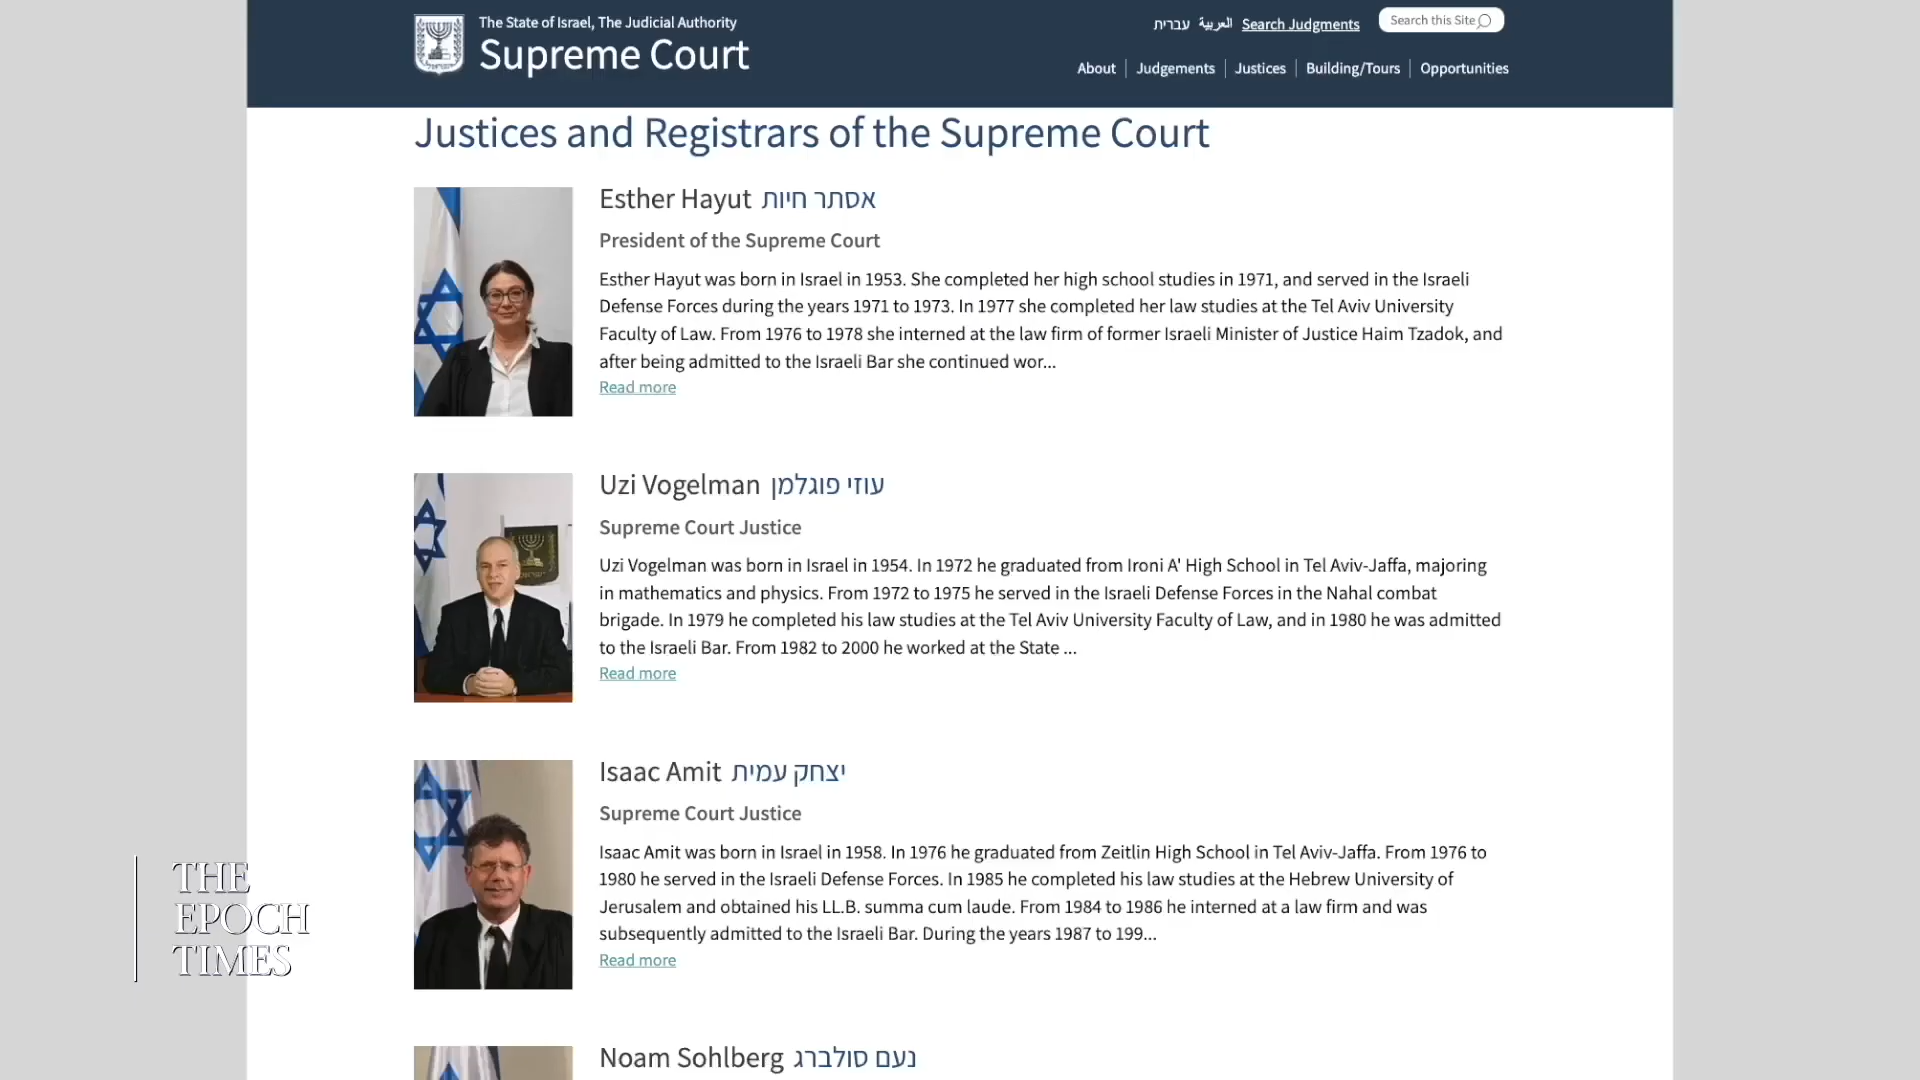 The State of Israel, The Judicial Authority
Supreme Court
עברית العربية Search Judgments
Search this Site
About Judgements Justices Building/Tours Opportunities
Justices and Registrars of the Supreme Court
Esther Hayut אסתר חיות
President of the Supreme Court
Esther Hayut was born in Israel in 1953. She completed her high school studies in 1971, and served in the Israeli
Defense Forces during the years 1971 to 1973. In 1977 she completed her law studies at the Tel Aviv University
Faculty of Law. From 1976 to 1978 she interned at the law firm of former Israeli Minister of Justice Haim Tzadok, and
after being admitted to the Israeli Bar she continued wor...
Read more
Uzi Vogelman עוזי פוגלמן
Supreme Court Justice
Uzi Vogelman was born in Israel in 1954. In 1972 he graduated from Ironi A' High School in Tel Aviv-Jaffa, majoring
in mathematics and physics. From 1972 to 1975 he served in the Israeli Defense Forces in the Nahal combat
brigade. In 1979 he completed his law studies at the Tel Aviv University Faculty of Law, and in 1980 he was admitted
to the Israeli Bar. From 1982 to 2000 he worked at the State ...
Read more
Isaac Amit יצחק עמית
Supreme Court Justice
Isaac Amit was born in Israel in 1958. In 1976 he graduated from Zeitlin High School in Tel Aviv-Jaffa. From 1976 to
1980 he served in the Israeli Defense Forces. In 1985 he completed his law studies at the Hebrew University of
Jerusalem and obtained his LL.B. summa cum laude. From 1984 to 1986 he interned at a law firm and was
subsequently admitted to the Israeli Bar. During the years 1987 to 199...
Read more
Noam Sohlberg נעם סולברג
THE
EPOCH
TIMES